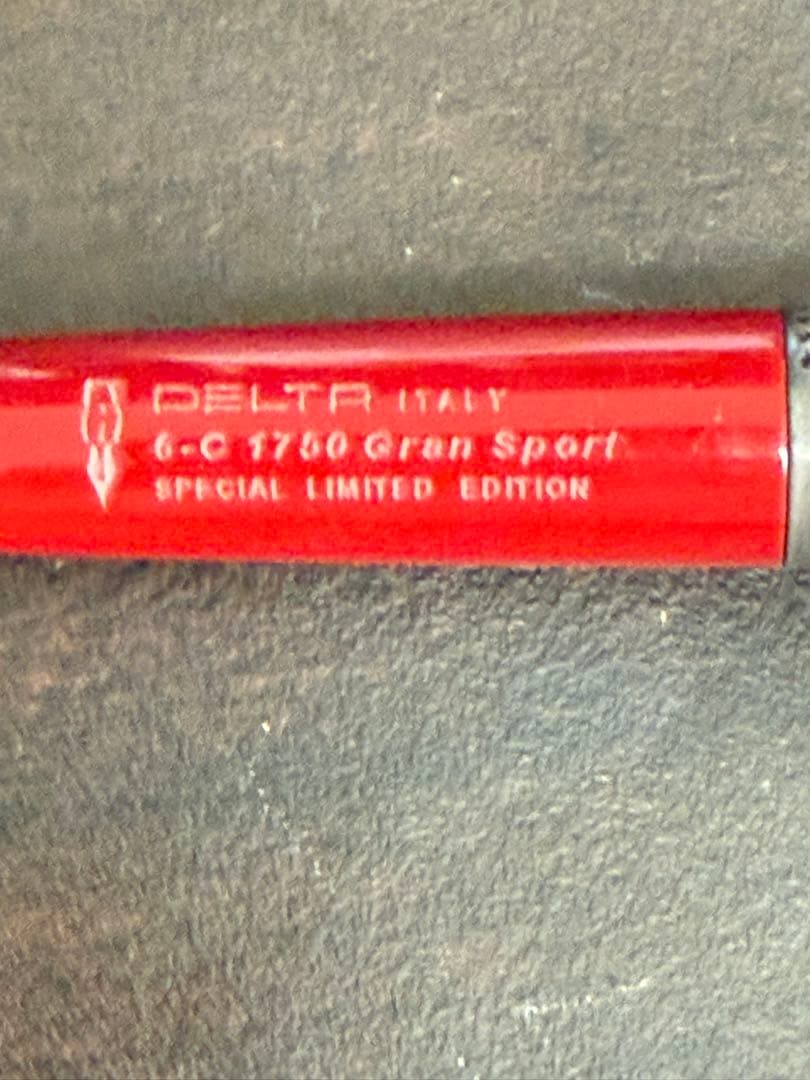 DELTA ITALY
6-C 1750 Gran Sport
SPECIAL LIMITED EDITION